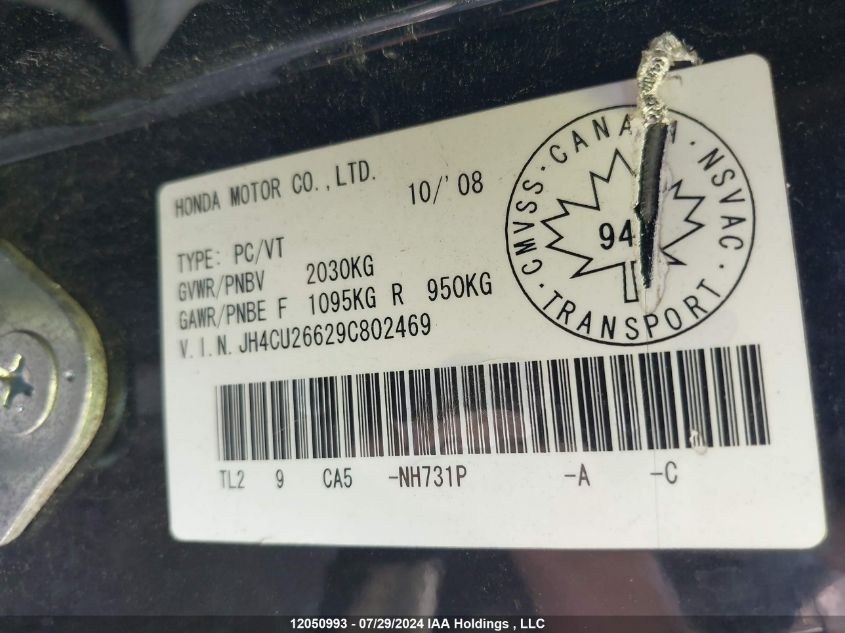 HONDA MOTOR CO., LTD. 10/'08
TYPE: PC/VT
GVWR/PNBV 2030KG
GAWR/PNBE F 1095KG R 950KG
V.I.N. JH4CU26629C802469
CMVSS · CANADA · NSVAC ·
94
TRANSPORT
TL2 9 CA5 -NH731P -A -C
12050993 - 07/29/2024 IAA Holdings , LLC